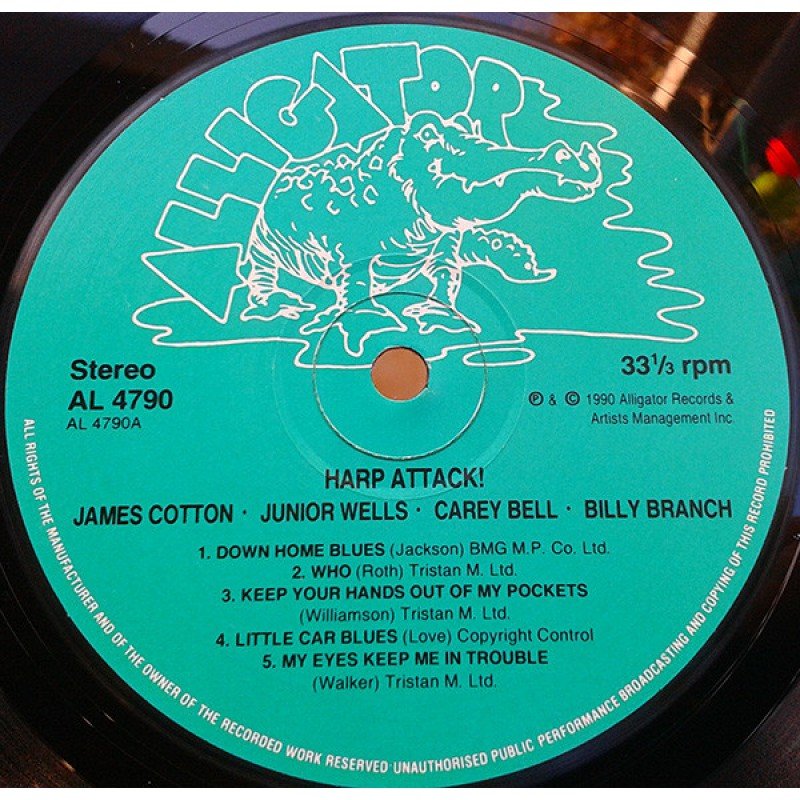 ALLIGATOR
Stereo
AL 4790
AL 4790A
33⅓ rpm
℗ & © 1990 Alligator Records &
Artists Management Inc
HARP ATTACK!
JAMES COTTON · JUNIOR WELLS · CAREY BELL · BILLY BRANCH
1. DOWN HOME BLUES (Jackson) BMG M.P. Co. Ltd.
2. WHO (Roth) Tristan M. Ltd.
3. KEEP YOUR HANDS OUT OF MY POCKETS
(Williamson) Tristan M. Ltd.
4. LITTLE CAR BLUES (Love) Copyright Control
5. MY EYES KEEP ME IN TROUBLE
(Walker) Tristan M. Ltd.
ALL RIGHTS OF THE MANUFACTURER AND OF THE OWNER OF THE RECORDED WORK RESERVED · UNAUTHORISED PUBLIC PERFORMANCE BROADCASTING AND COPYING OF THIS RECORD PROHIBITED